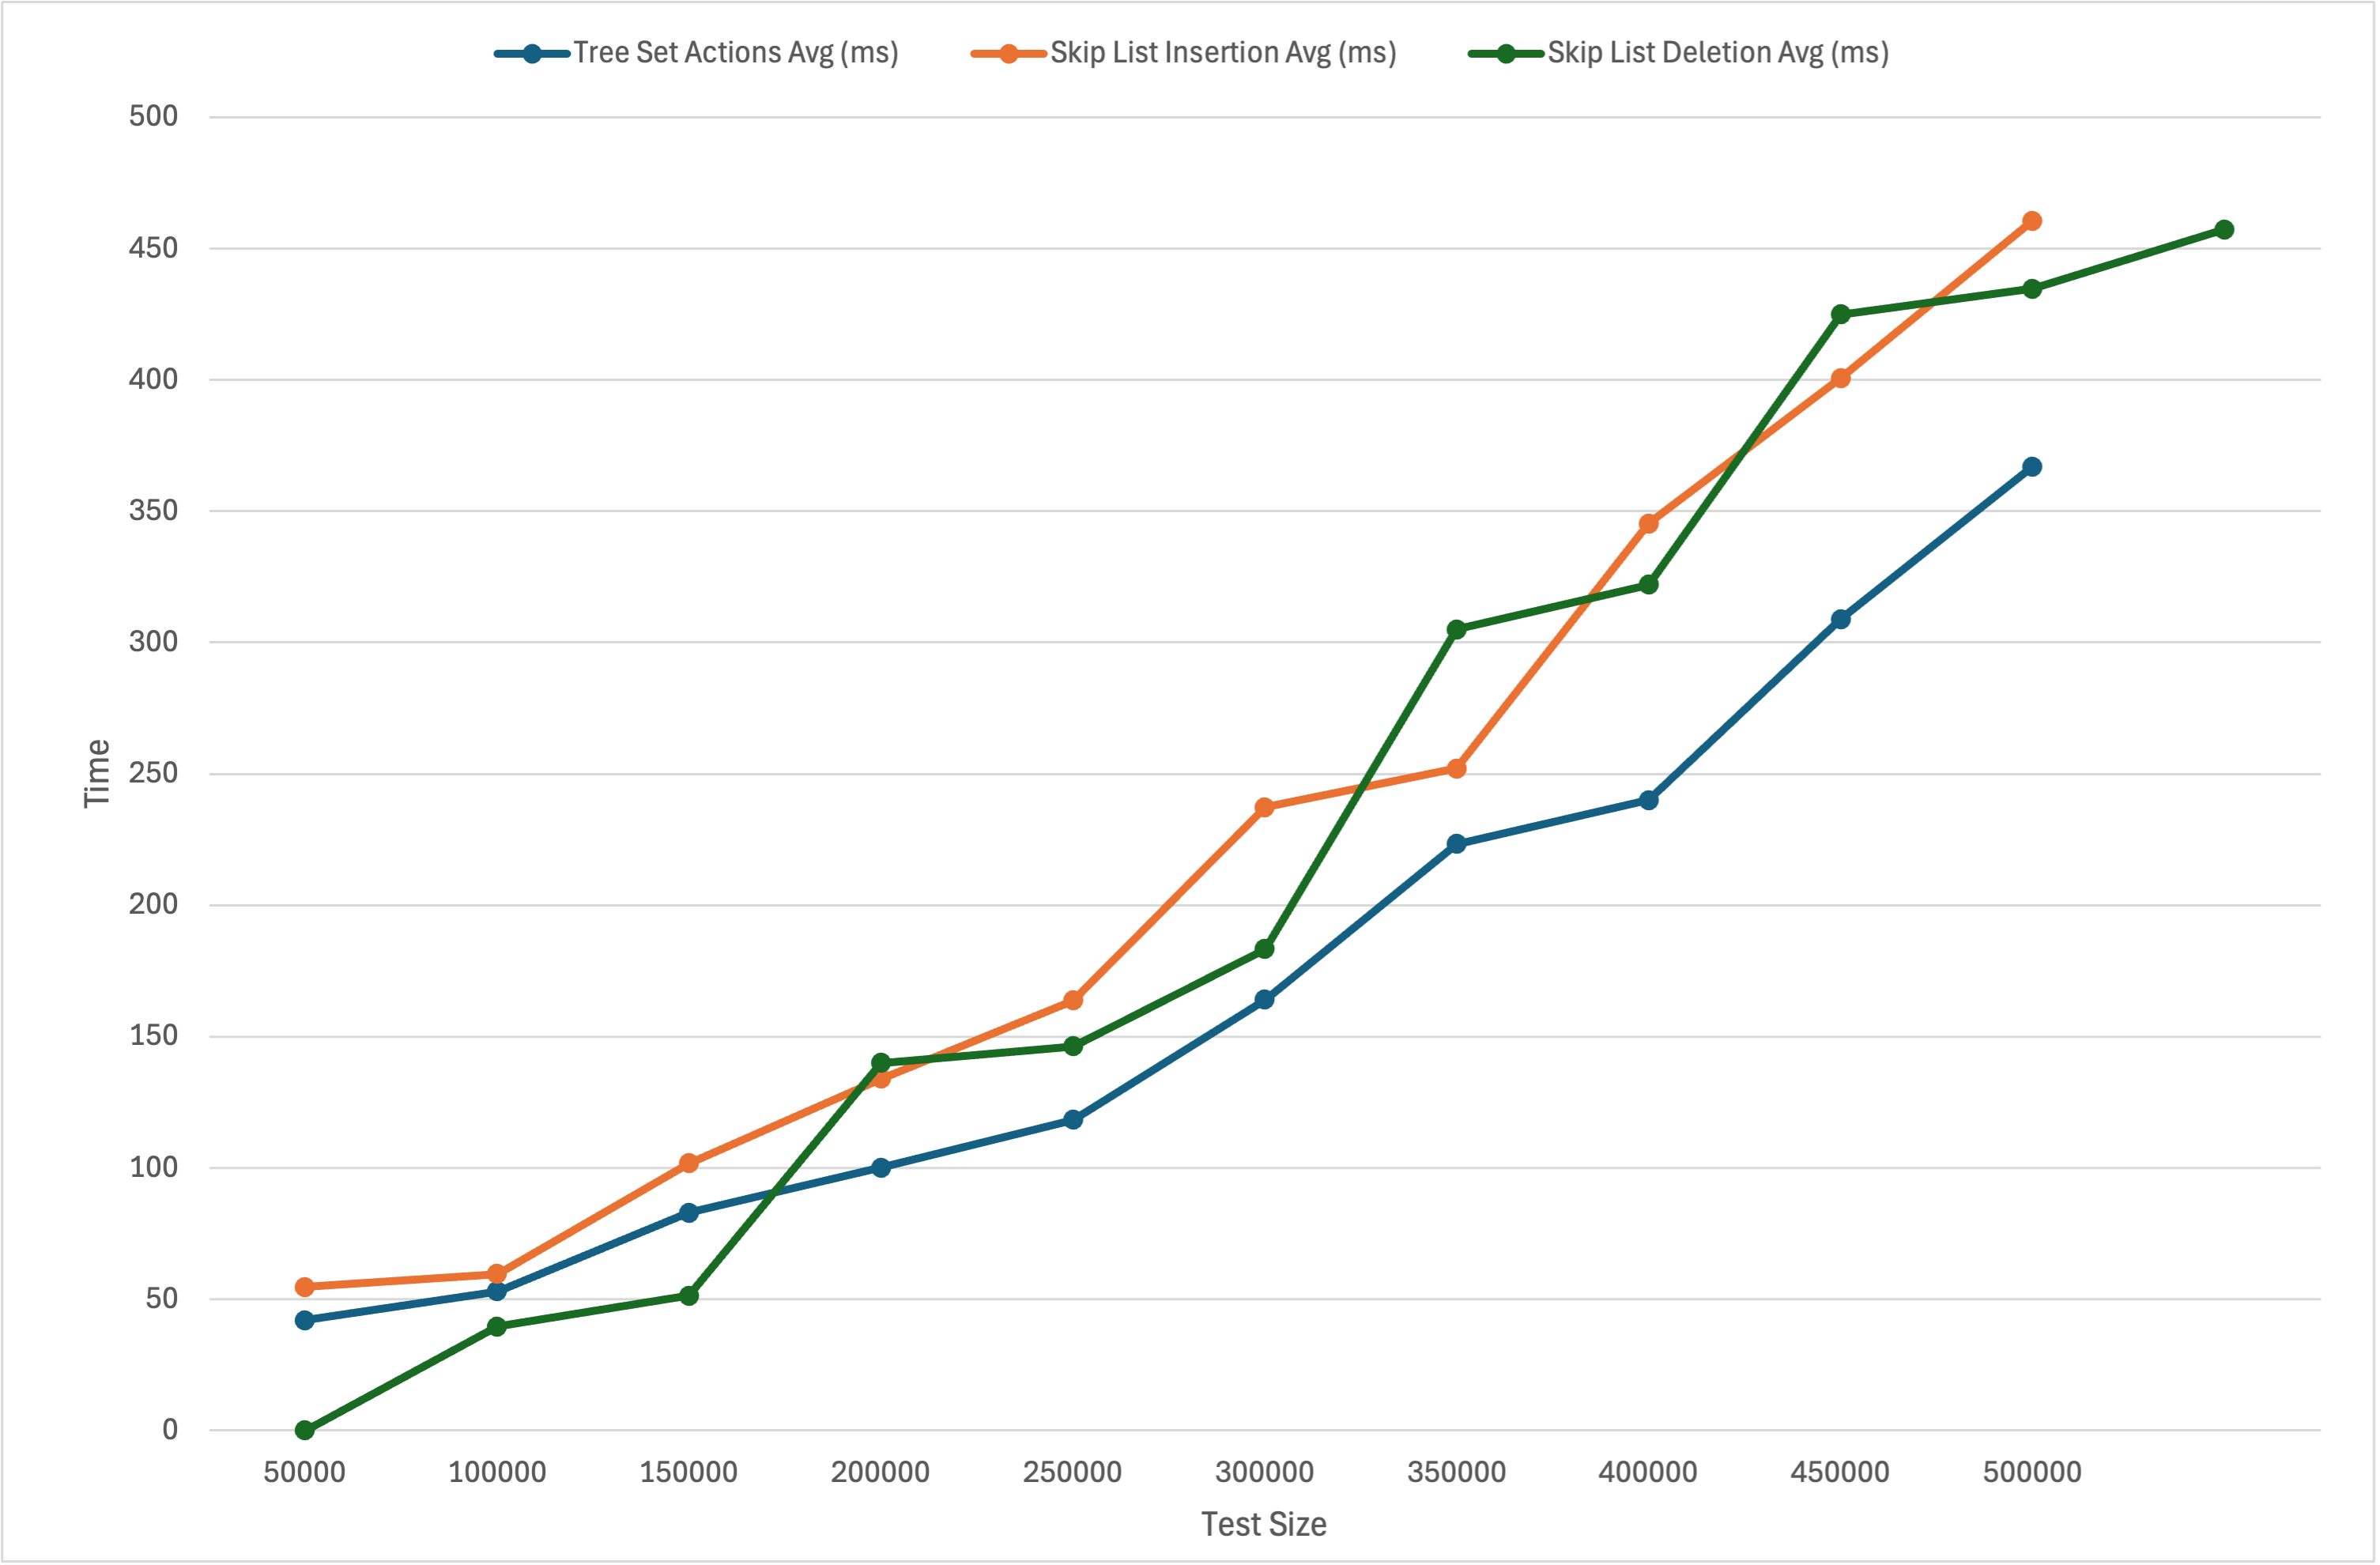 Tree Set Actions Avg (ms) Skip List Insertion Avg (ms) Skip List Deletion Avg (ms)
500
450
400
350
300
250
200
150
100
50
0
Time
50000 100000 150000 200000 250000 300000 350000 400000 450000 500000
Test Size